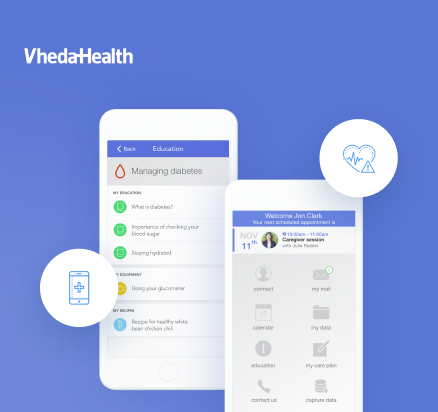 VhedaHealth
Back
Education
Managing diabetes
MY EDUCATION
What is diabetes?
Importance of checking your
blood sugar
Staying hydrated
MY EQUIPMENT
Using your glucometer
MY RECIPES
Recipe for healthy white
bean chicken chili
Welcome Jon Clark
Your next scheduled appointment is
NOV
11th
10:30am - 11:00am
Caregiver session
with Julie
connect
my mail
15
calendar
my data
education
my care plan
contact us
capture data